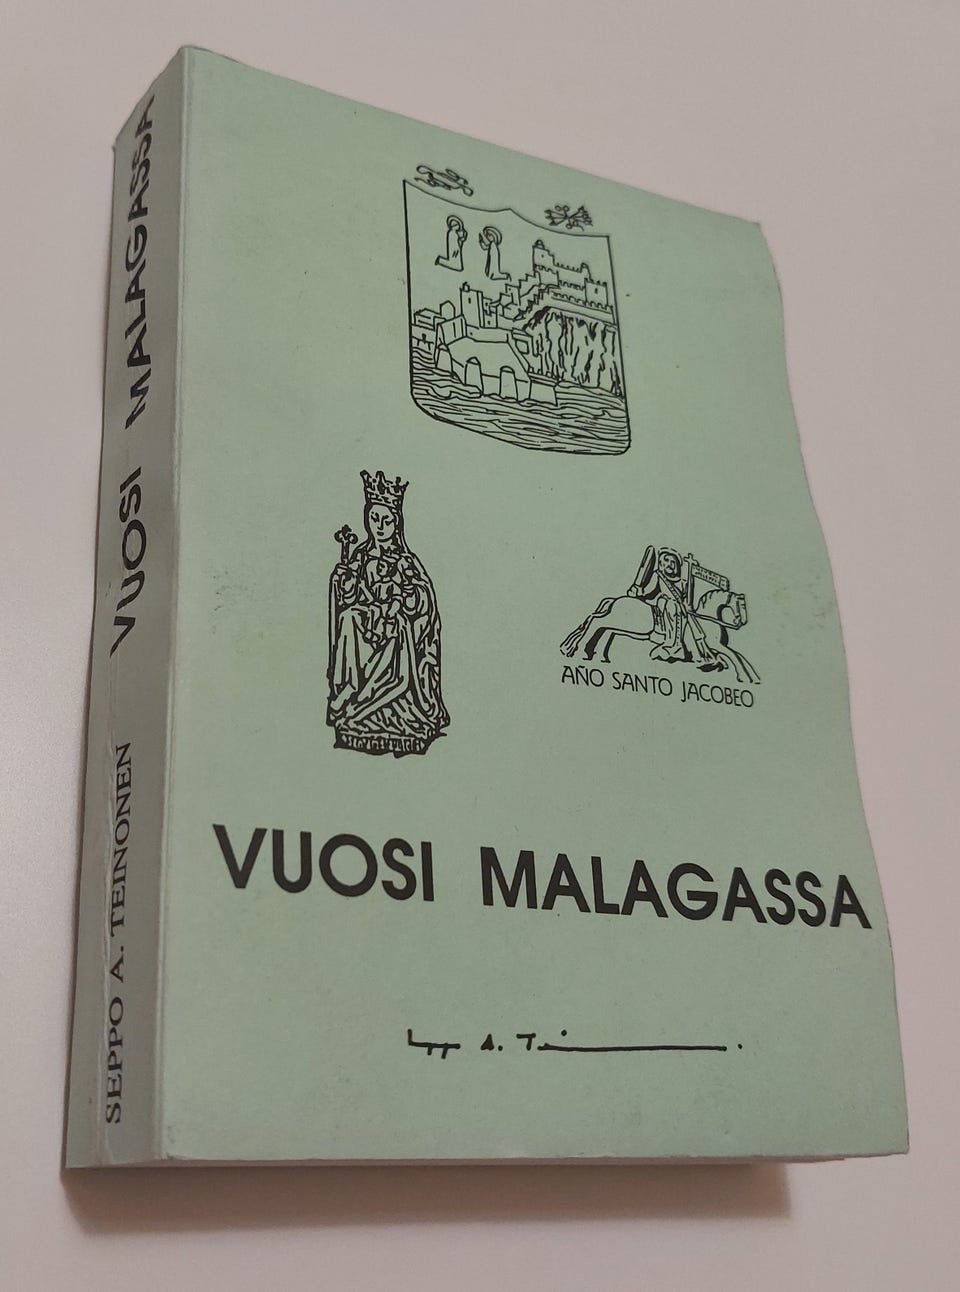 SEPPO A. TEINONEN VUOSI MALAGASSA
AÑO SANTO JACOBEO
VUOSI MALAGASSA